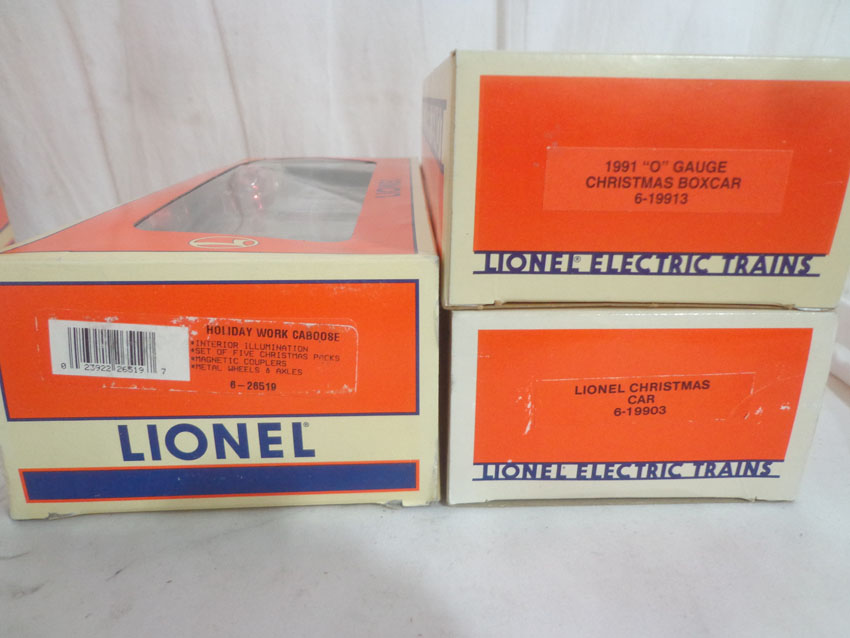 LIONEL
HOLIDAY WORK CABOOSE
*INTERIOR ILLUMINATION
*SET OF FIVE CHRISTMAS PACKS
*MAGNETIC COUPLERS
*METAL WHEELS & AXLES
6-26519
0 23922 26519 7
LIONEL®
1991 "O" GAUGE
CHRISTMAS BOXCAR
6-19913
LIONEL® ELECTRIC TRAINS
LIONEL CHRISTMAS
CAR
6-19903
LIONEL® ELECTRIC TRAINS